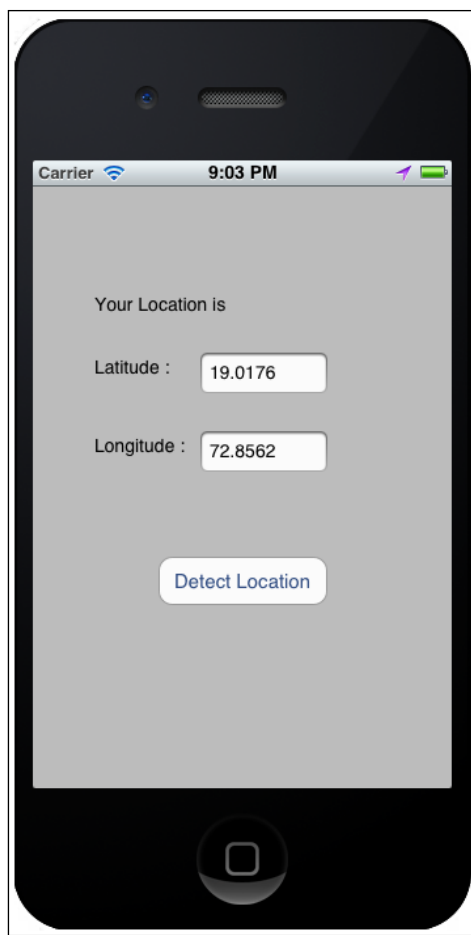 Carrier 9:03 PM
Your Location is
Latitude : 19.0176
Longitude : 72.8562
Detect Location